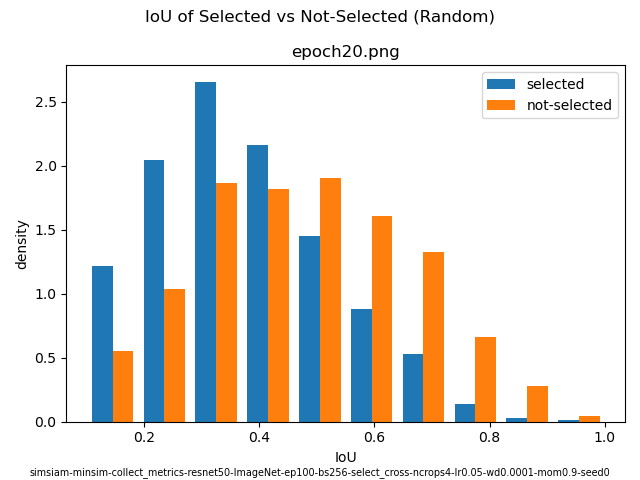 IoU of Selected vs Not-Selected (Random)
epoch20.png
selected
not-selected
2.5
2.0
1.5
1.0
0.5
0.0
density
0.2 0.4 0.6 0.8 1.0
IoU
simsiam-minsim-collect_metrics-resnet50-ImageNet-ep100-bs256-select_cross-ncrops4-lr0.05-wd0.0001-mom0.9-seed0